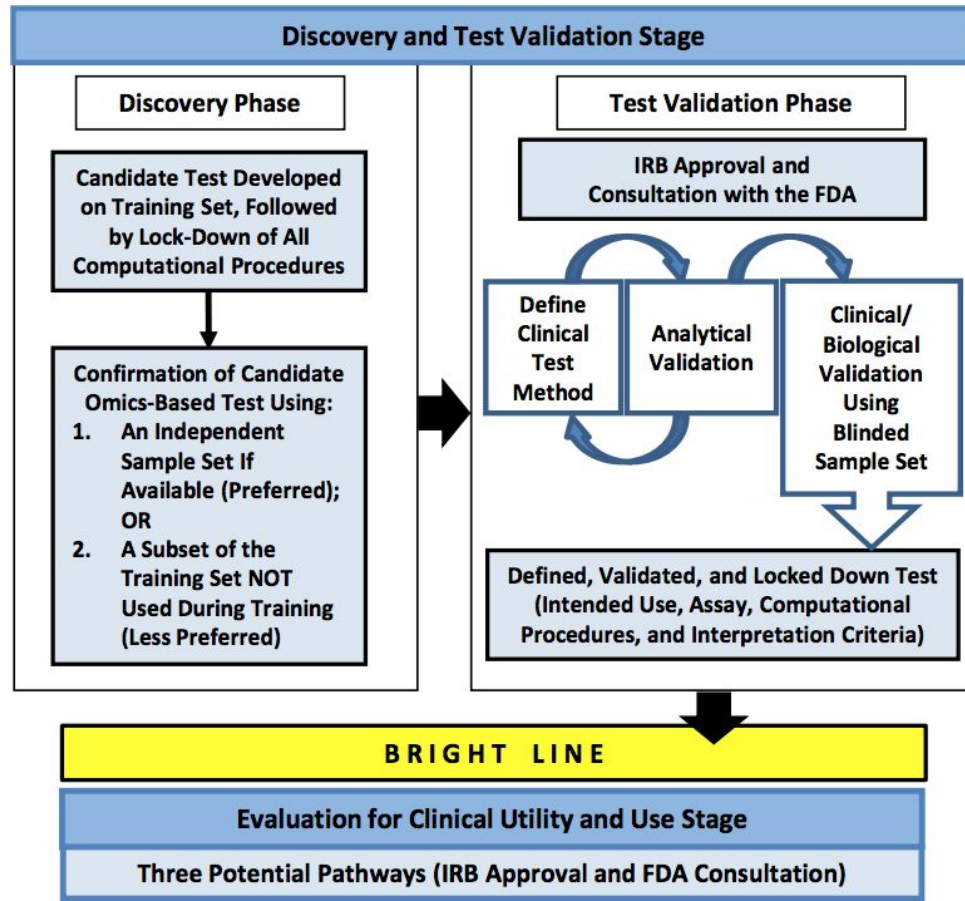 Discovery and Test Validation Stage
Discovery Phase
Candidate Test Developed
on Training Set, Followed
by Lock-Down of All
Computational Procedures
Confirmation of Candidate
Omics-Based Test Using:
1. An Independent
Sample Set If
Available (Preferred);
OR
2. A Subset of the
Training Set NOT
Used During Training
(Less Preferred)
Test Validation Phase
IRB Approval and
Consultation with the FDA
Define
Clinical
Test
Method
Analytical
Validation
Clinical/
Biological
Validation
Using
Blinded
Sample Set
Defined, Validated, and Locked Down Test
(Intended Use, Assay, Computational
Procedures, and Interpretation Criteria)
BRIGHT LINE
Evaluation for Clinical Utility and Use Stage
Three Potential Pathways (IRB Approval and FDA Consultation)